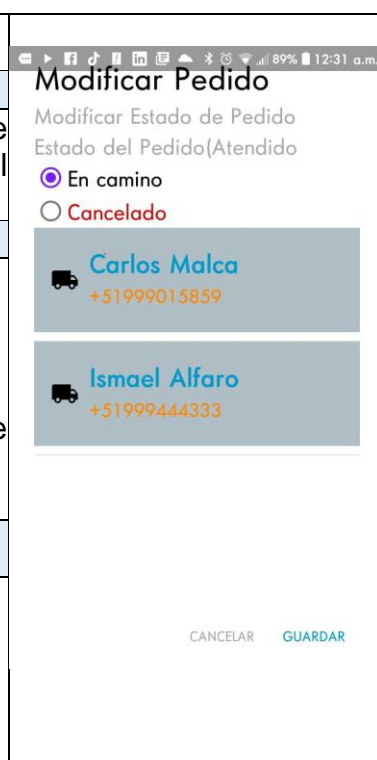 89% 12:31 a.m.
Modificar Pedido
e
Modificar Estado de Pedido
Estado del Pedido(Atendido
l
En camino
Cancelado
Carlos Malca
+51999015859
Ismael Alfaro
+51999444333
e
CANCELAR GUARDAR